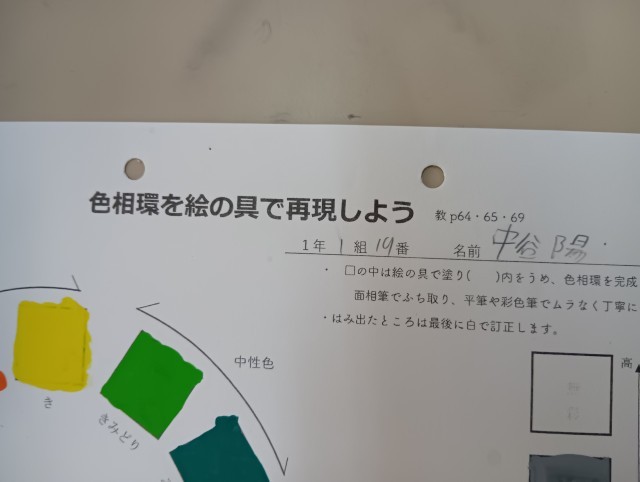 色相環を絵の具で再現しよう 教 p64・65・69
1年 1 組 19番 名前 中谷 陽
・ □の中は絵の具で塗り( )内をうめ、色相環を完成
面相筆でふち取り、平筆や彩色筆でムラなく丁寧に
・はみ出たところは最後に白で訂正します。
高
中性色
き
きみどり